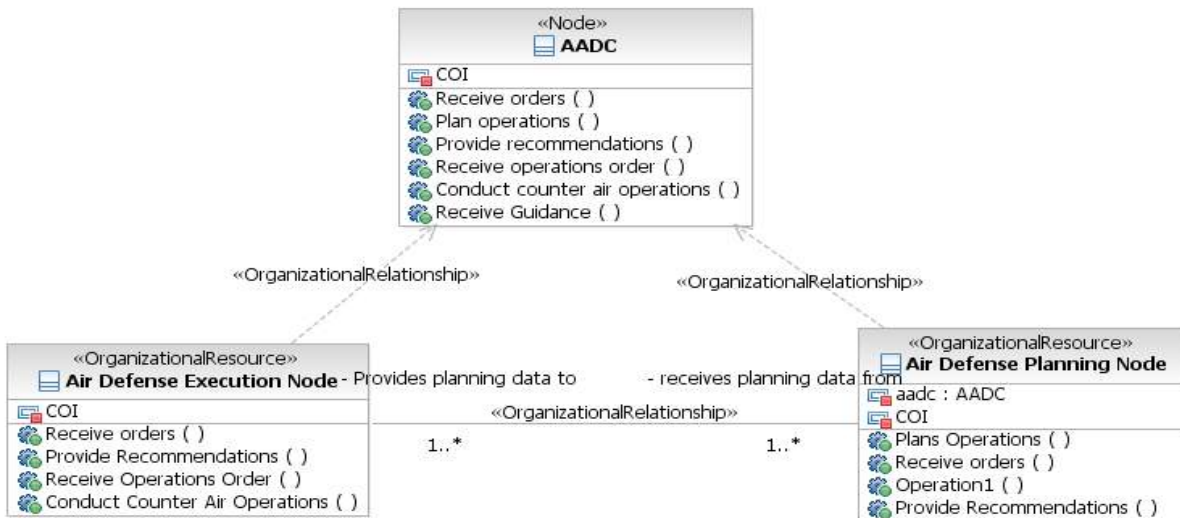 «Node»
AADC
COI
Receive orders ( )
Plan operations ( )
Provide recommendations ( )
Receive operations order ( )
Conduct counter air operations ( )
Receive Guidance ( )
«OrganizationalRelationship»
«OrganizationalRelationship»
«OrganizationalResource»
Air Defense Execution Node
COI
Receive orders ( )
Provide Recommendations ( )
Receive Operations Order ( )
Conduct Counter Air Operations ( )
- Provides planning data to
- receives planning data from
«OrganizationalRelationship»
1..*
1..*
«OrganizationalResource»
Air Defense Planning Node
aadc : AADC
COI
Plans Operations ( )
Receive orders ( )
Operation1 ( )
Provide Recommendations ( )